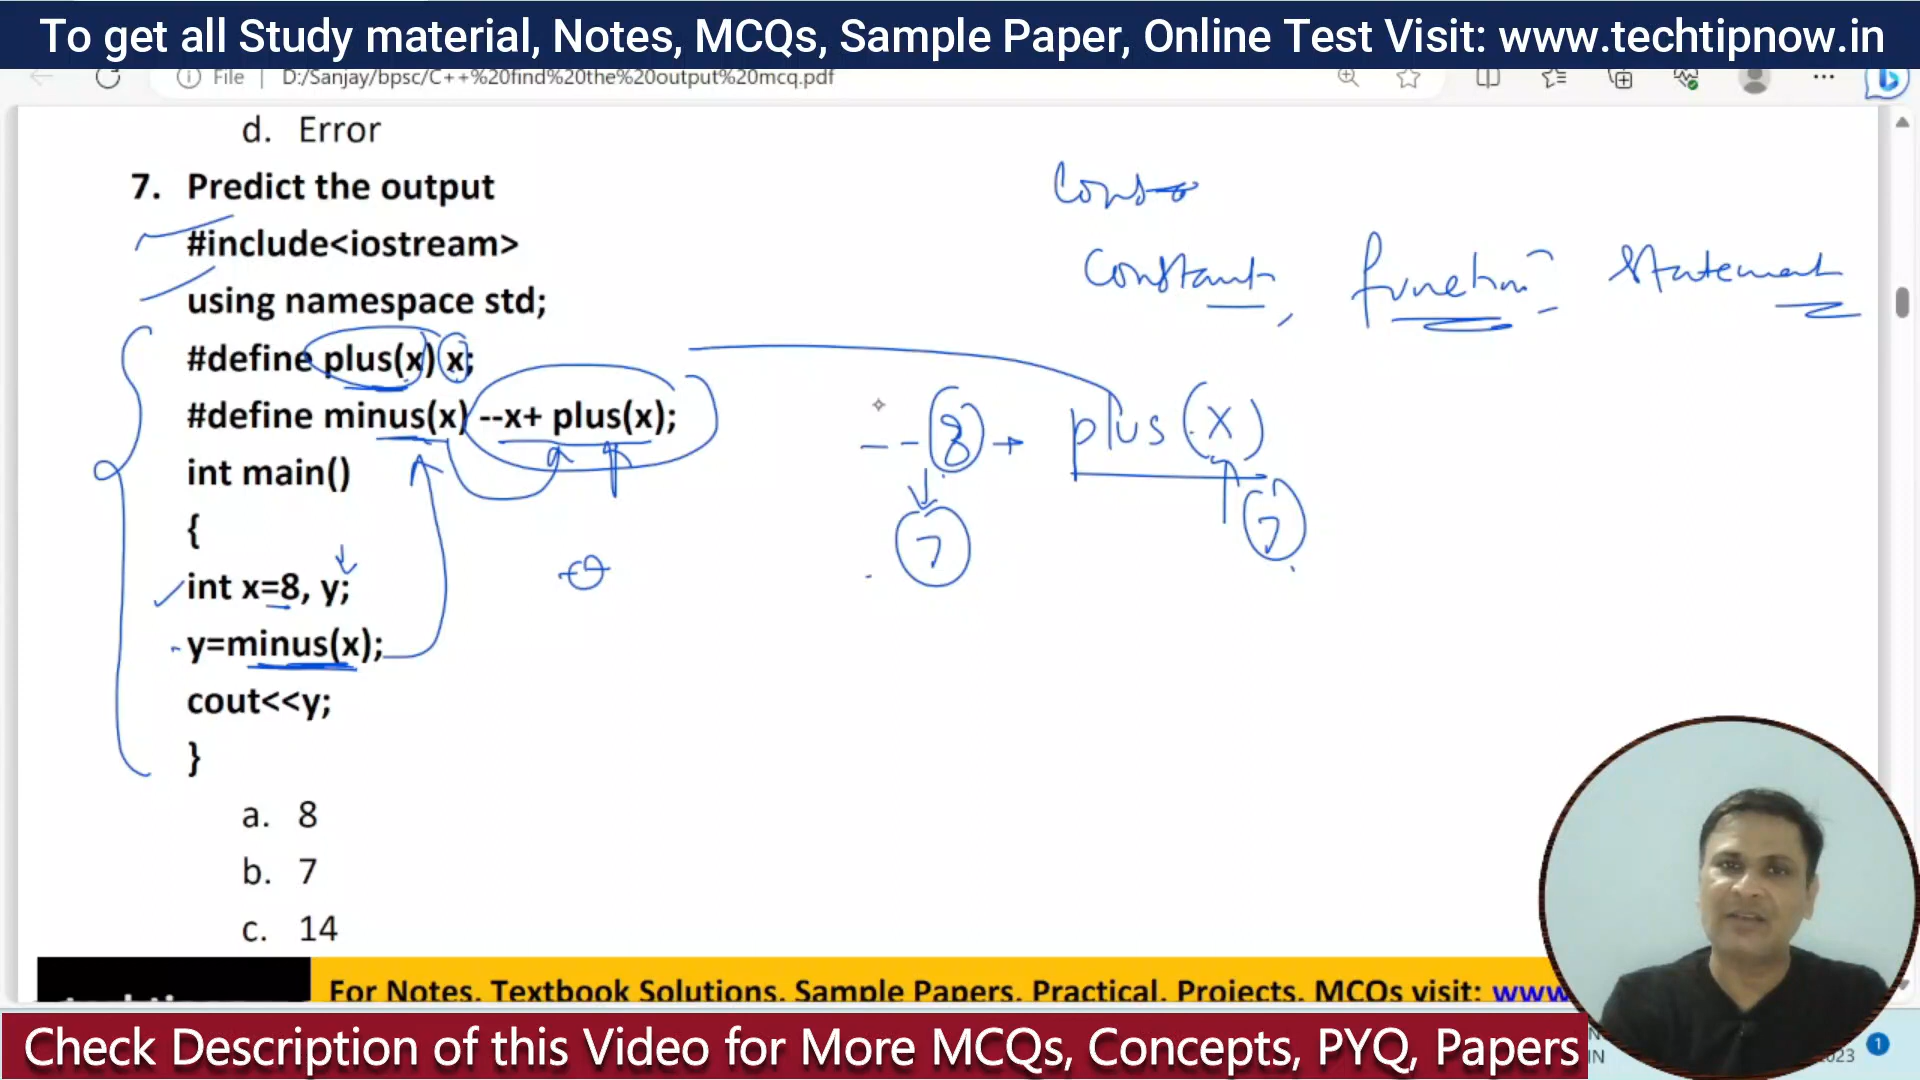 To get all Study material, Notes, MCQs, Sample Paper, Online Test Visit: www.techtipnow.in
File | D:/Sanjay/bpsc/C++%20find%20the%20output%20mcq.pdf
d. Error
7. Predict the output
#include<iostream>
using namespace std;
#define plus(x) x;
#define minus(x) --x+ plus(x);
int main()
{
int x=8, y;
y=minus(x);
cout<<y;
}
a. 8
b. 7
c. 14
Constant, function statement
--8+ plus(x)
7
7
For Notes, Textbook Solutions, Sample Papers, Practical, Projects, MCQs visit: www
Check Description of this Video for More MCQs, Concepts, PYQ, Papers
IN
1